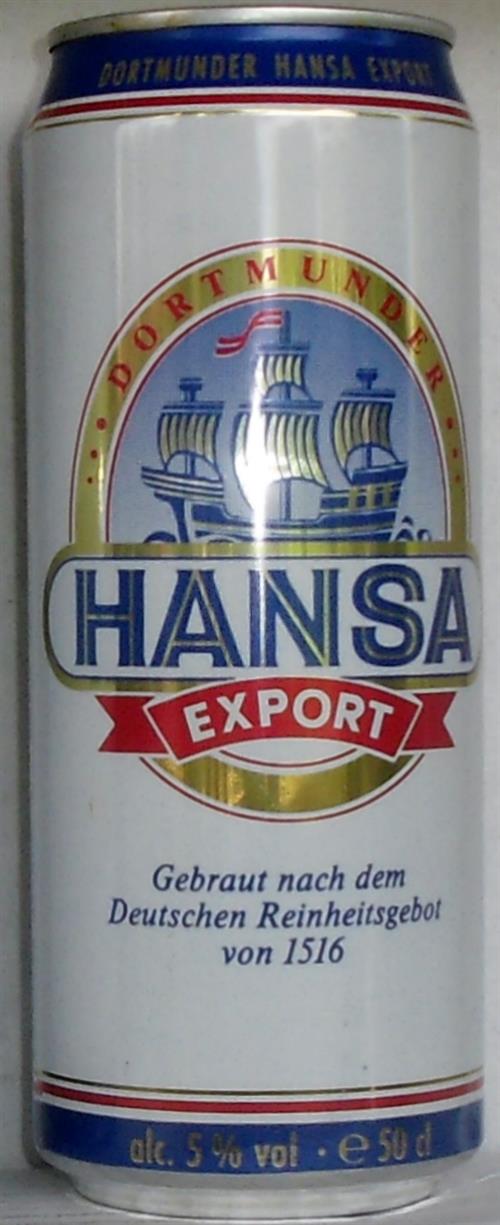 DORTMUNDER HANSA EXPORT
DORTMUNDER
HANSA
EXPORT
Gebraut nach dem
Deutschen Reinheitsgebot
von 1516
alc. 5 % vol · e 50 cl